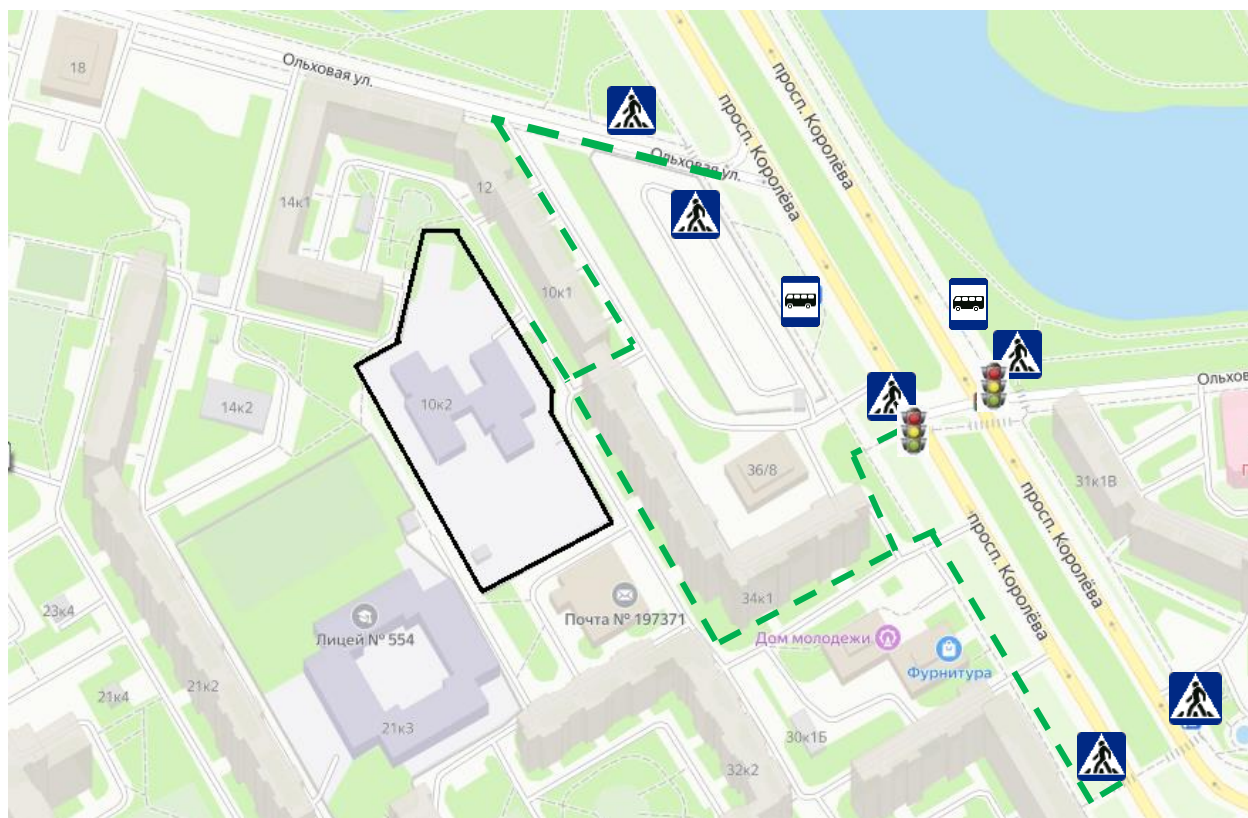 18
Ольховая ул.
просп. Королёва
просп. Королёва
Ольховая ул.
12
14к1
10к1
Ольхов
14к2
10к2
36/8
31к1В
просп. Королёва
просп. Королёва
23к4
Лицей № 554
Почта № 197371
34к1
Дом молодежи
Фурнитура
21к4
21к2
21к3
30к1Б
32к2